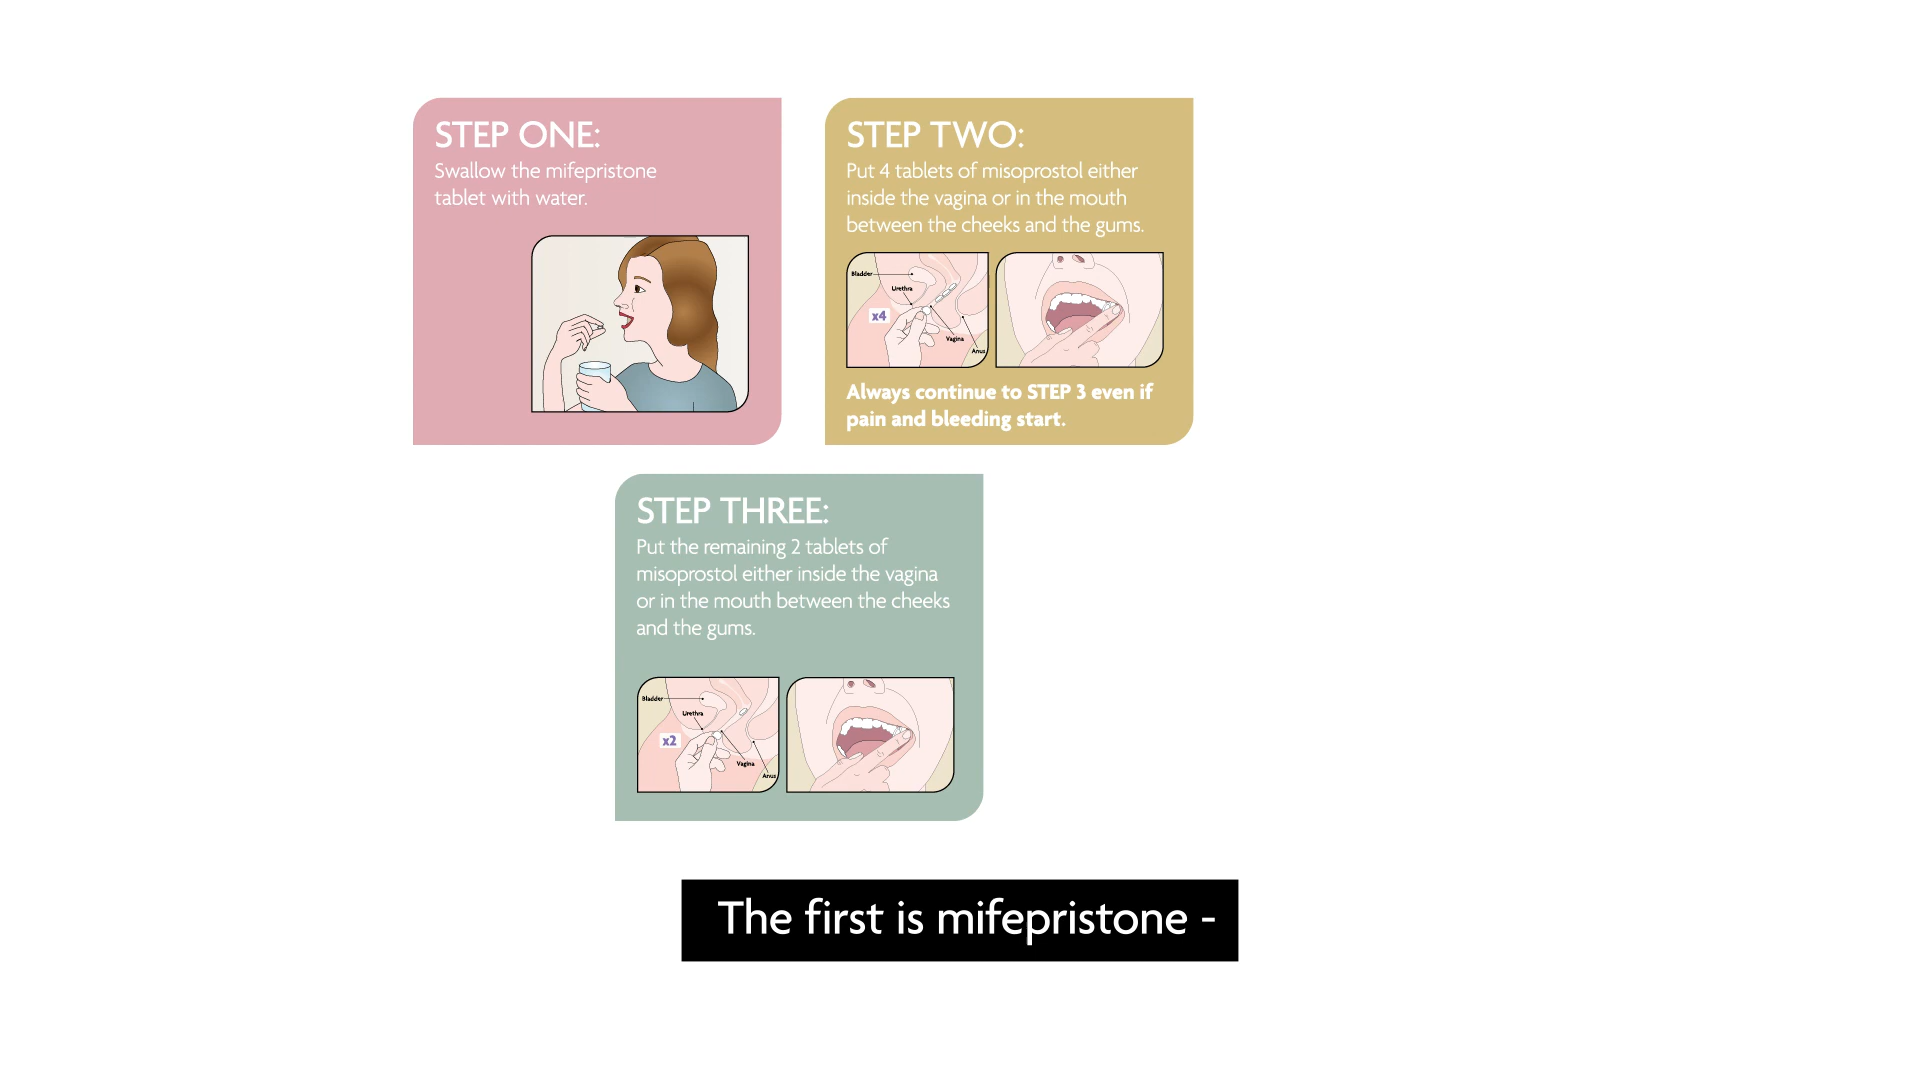 STEP ONE:
Swallow the mifepristone
tablet with water.
STEP TWO:
Put 4 tablets of misoprostol either
inside the vagina or in the mouth
between the cheeks and the gums.
Bladder
Urethra
x4
Vagina
Anus
Always continue to STEP 3 even if
pain and bleeding start.
STEP THREE:
Put the remaining 2 tablets of
misoprostol either inside the vagina
or in the mouth between the cheeks
and the gums.
Bladder
Urethra
x2
Vagina
Anus
The first is mifepristone -